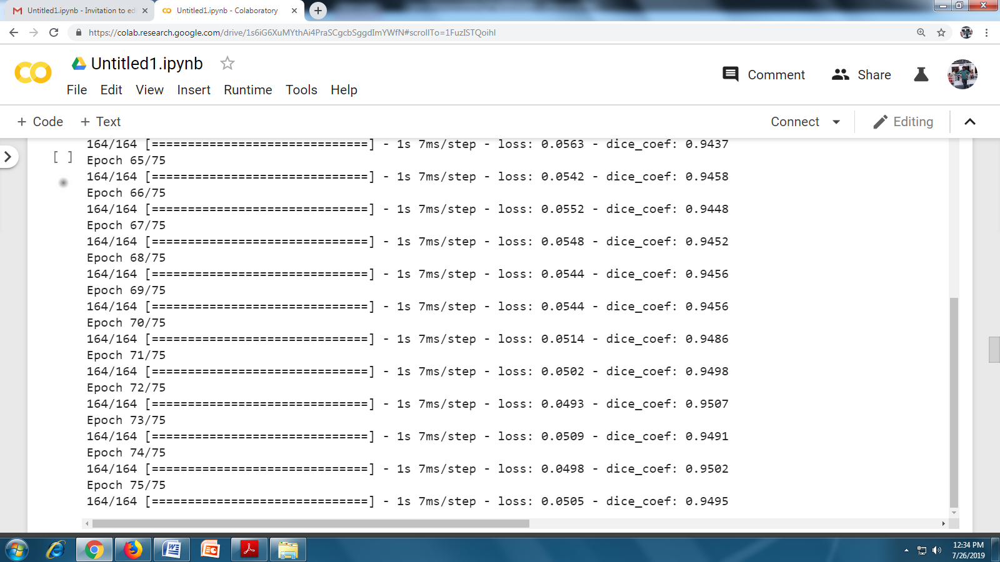 Untitled1.ipynb - Invitation to ed
Untitled1.ipynb - Colaboratory
https://colab.research.google.com/drive/1s6iG6XuMYthAi4PraSCgcbSggdImYWfN#scrollTo=1FuzISTQoihI
Untitled1.ipynb
File Edit View Insert Runtime Tools Help
Comment
Share
+ Code + Text
Connect
Editing
[ ]
164/164 [==============================] - 1s 7ms/step - loss: 0.0563 - dice_coef: 0.9437
Epoch 65/75
164/164 [==============================] - 1s 7ms/step - loss: 0.0542 - dice_coef: 0.9458
Epoch 66/75
164/164 [==============================] - 1s 7ms/step - loss: 0.0552 - dice_coef: 0.9448
Epoch 67/75
164/164 [==============================] - 1s 7ms/step - loss: 0.0548 - dice_coef: 0.9452
Epoch 68/75
164/164 [==============================] - 1s 7ms/step - loss: 0.0544 - dice_coef: 0.9456
Epoch 69/75
164/164 [==============================] - 1s 7ms/step - loss: 0.0544 - dice_coef: 0.9456
Epoch 70/75
164/164 [==============================] - 1s 7ms/step - loss: 0.0514 - dice_coef: 0.9486
Epoch 71/75
164/164 [==============================] - 1s 7ms/step - loss: 0.0502 - dice_coef: 0.9498
Epoch 72/75
164/164 [==============================] - 1s 7ms/step - loss: 0.0493 - dice_coef: 0.9507
Epoch 73/75
164/164 [==============================] - 1s 7ms/step - loss: 0.0509 - dice_coef: 0.9491
Epoch 74/75
164/164 [==============================] - 1s 7ms/step - loss: 0.0498 - dice_coef: 0.9502
Epoch 75/75
164/164 [==============================] - 1s 7ms/step - loss: 0.0505 - dice_coef: 0.9495
12:34 PM
7/26/2019